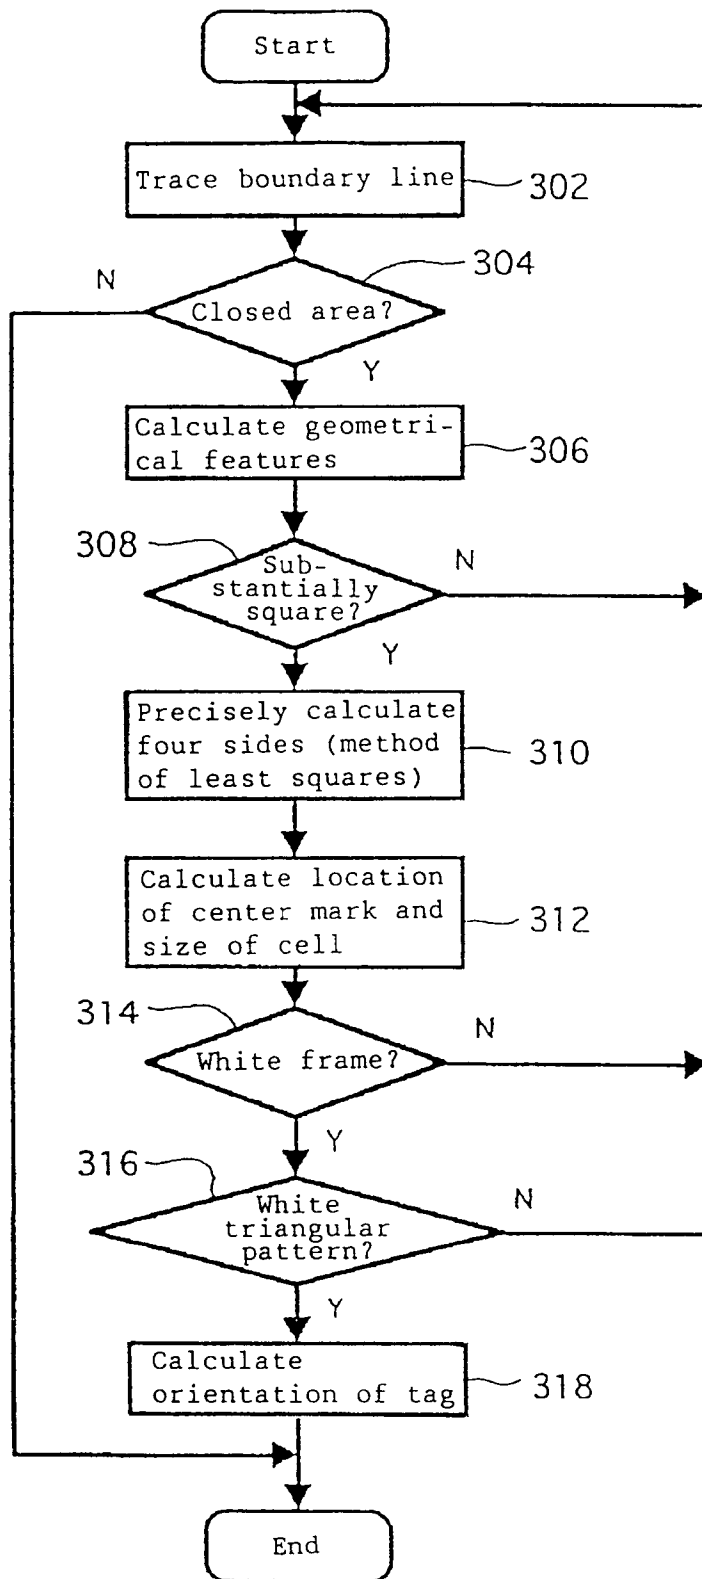 Start
Trace boundary line
302
304
N
Closed area?
Y
Calculate geometri-
cal features
306
308
Sub-
stantially
square?
N
Y
Precisely calculate
four sides (method
of least squares)
310
Calculate location
of center mark and
size of cell
312
314
White frame?
N
Y
316
White
triangular
pattern?
N
Y
Calculate
orientation of tag
318
End